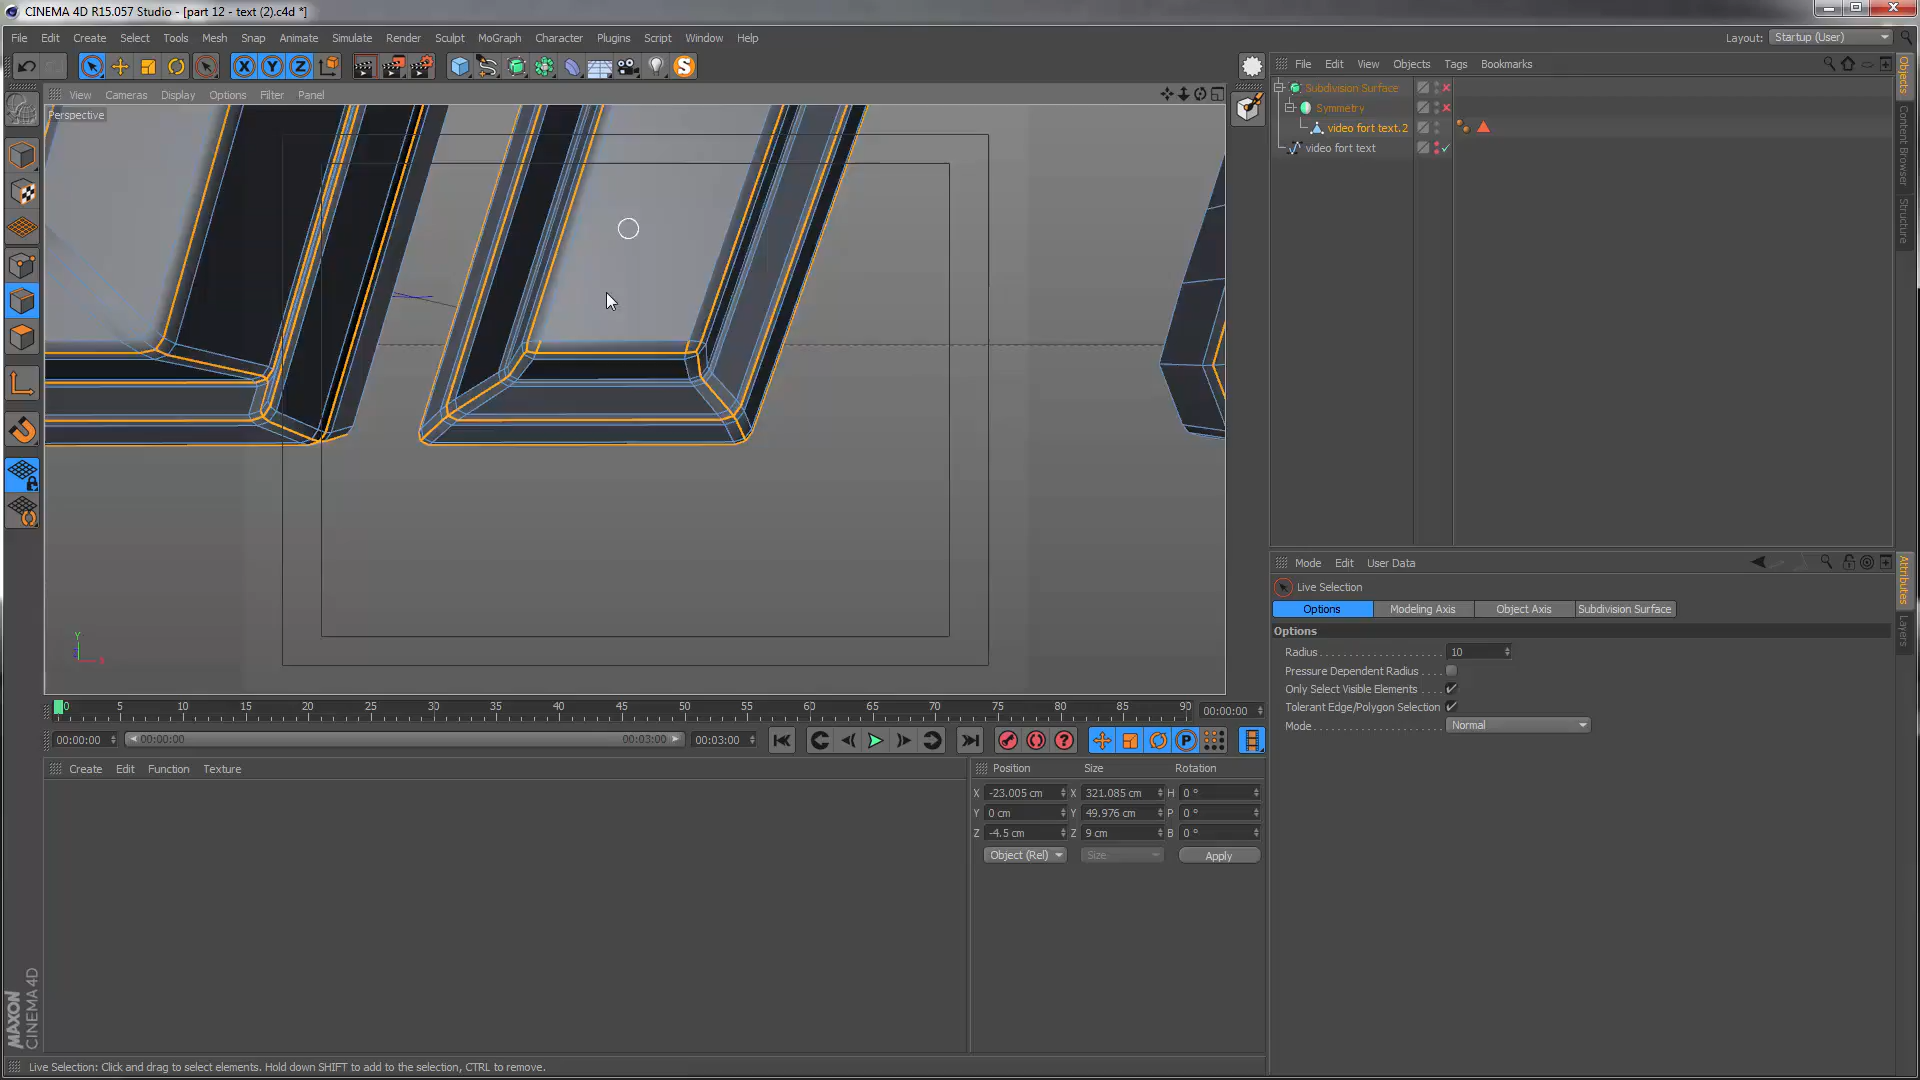 CINEMA 4D R15.057 Studio - [part 12 - text (2).c4d *]
File Edit Create Select Tools Mesh Snap Animate Simulate Render Sculpt MoGraph Character Plugins Script Window Help
Layout: Startup (User)
X Y Z
S
View Cameras Display Options Filter Panel
Perspective
File Edit View Objects Tags Bookmarks
Subdivision Surface
Symmetry
video fort text.2
video fort text
Objects
Content Browser
Structure
Y
X
Mode Edit User Data
Live Selection
Options Modeling Axis Object Axis Subdivision Surface
Options
Radius 10
Pressure Dependent Radius
Only Select Visible Elements
Tolerant Edge/Polygon Selection
Mode Normal
Attributes
Layers
0 5 10 15 20 25 30 35 40 45 50 55 60 65 70 75 80 85 90 00:00:00
00:00:00 00:00:00 00:03:00 00:03:00
P
Create Edit Function Texture
Position Size Rotation
X -23.005 cm X 321.085 cm H 0 °
Y 0 cm Y 49.976 cm P 0 °
Z -4.5 cm Z 9 cm B 0 °
Object (Rel) Size Apply
MAXON
CINEMA 4D
Live Selection: Click and drag to select elements. Hold down SHIFT to add to the selection, CTRL to remove.